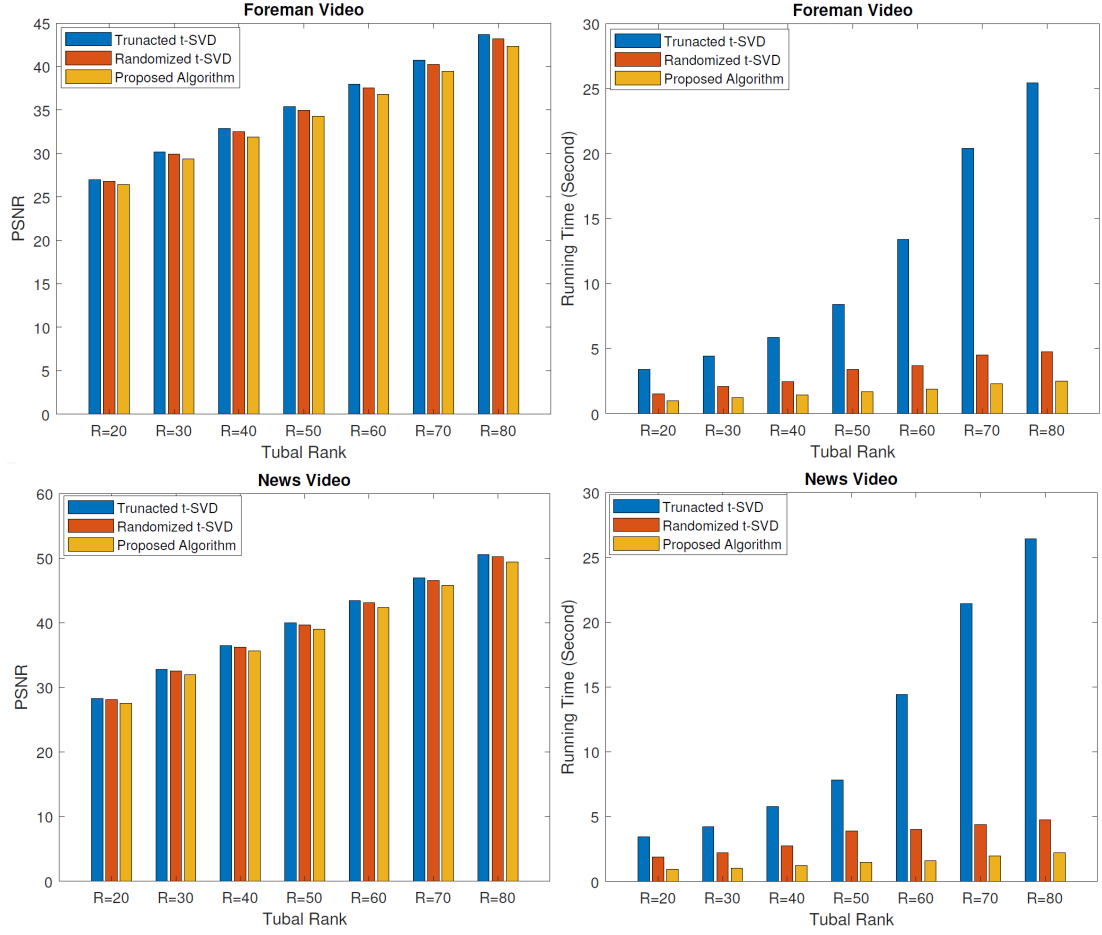 Foreman Video
45
40
35
30
25
20
15
10
5
0
PSNR
Trunacted t-SVD
Randomized t-SVD
Proposed Algorithm
R=20 R=30 R=40 R=50 R=60 R=70 R=80
Tubal Rank
Foreman Video
30
25
20
15
10
5
0
Running Time (Second)
Trunacted t-SVD
Randomized t-SVD
Proposed Algorithm
R=20 R=30 R=40 R=50 R=60 R=70 R=80
Tubal Rank
News Video
60
50
40
30
20
10
0
PSNR
Trunacted t-SVD
Randomized t-SVD
Proposed Algorithm
R=20 R=30 R=40 R=50 R=60 R=70 R=80
Tubal Rank
News Video
30
25
20
15
10
5
0
Running Time (Second)
Trunacted t-SVD
Randomized t-SVD
Proposed Algorithm
R=20 R=30 R=40 R=50 R=60 R=70 R=80
Tubal Rank